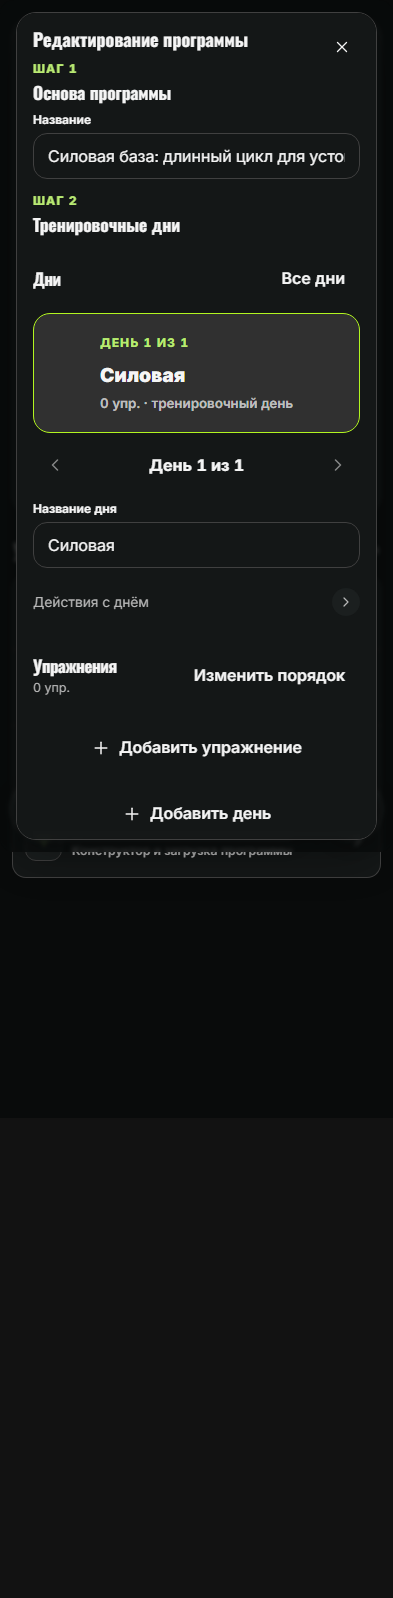 Редактирование программы
ШАГ 1
Основа программы
Название
Силовая база: длинный цикл для усто
ШАГ 2
Тренировочные дни
Дни
Все дни
ДЕНЬ 1 ИЗ 1
Силовая
0 упр. · тренировочный день
День 1 из 1
Название дня
Силовая
Действия с днём
Упражнения
0 упр.
Изменить порядок
Добавить упражнение
Добавить день
Конструктор и загрузка программы